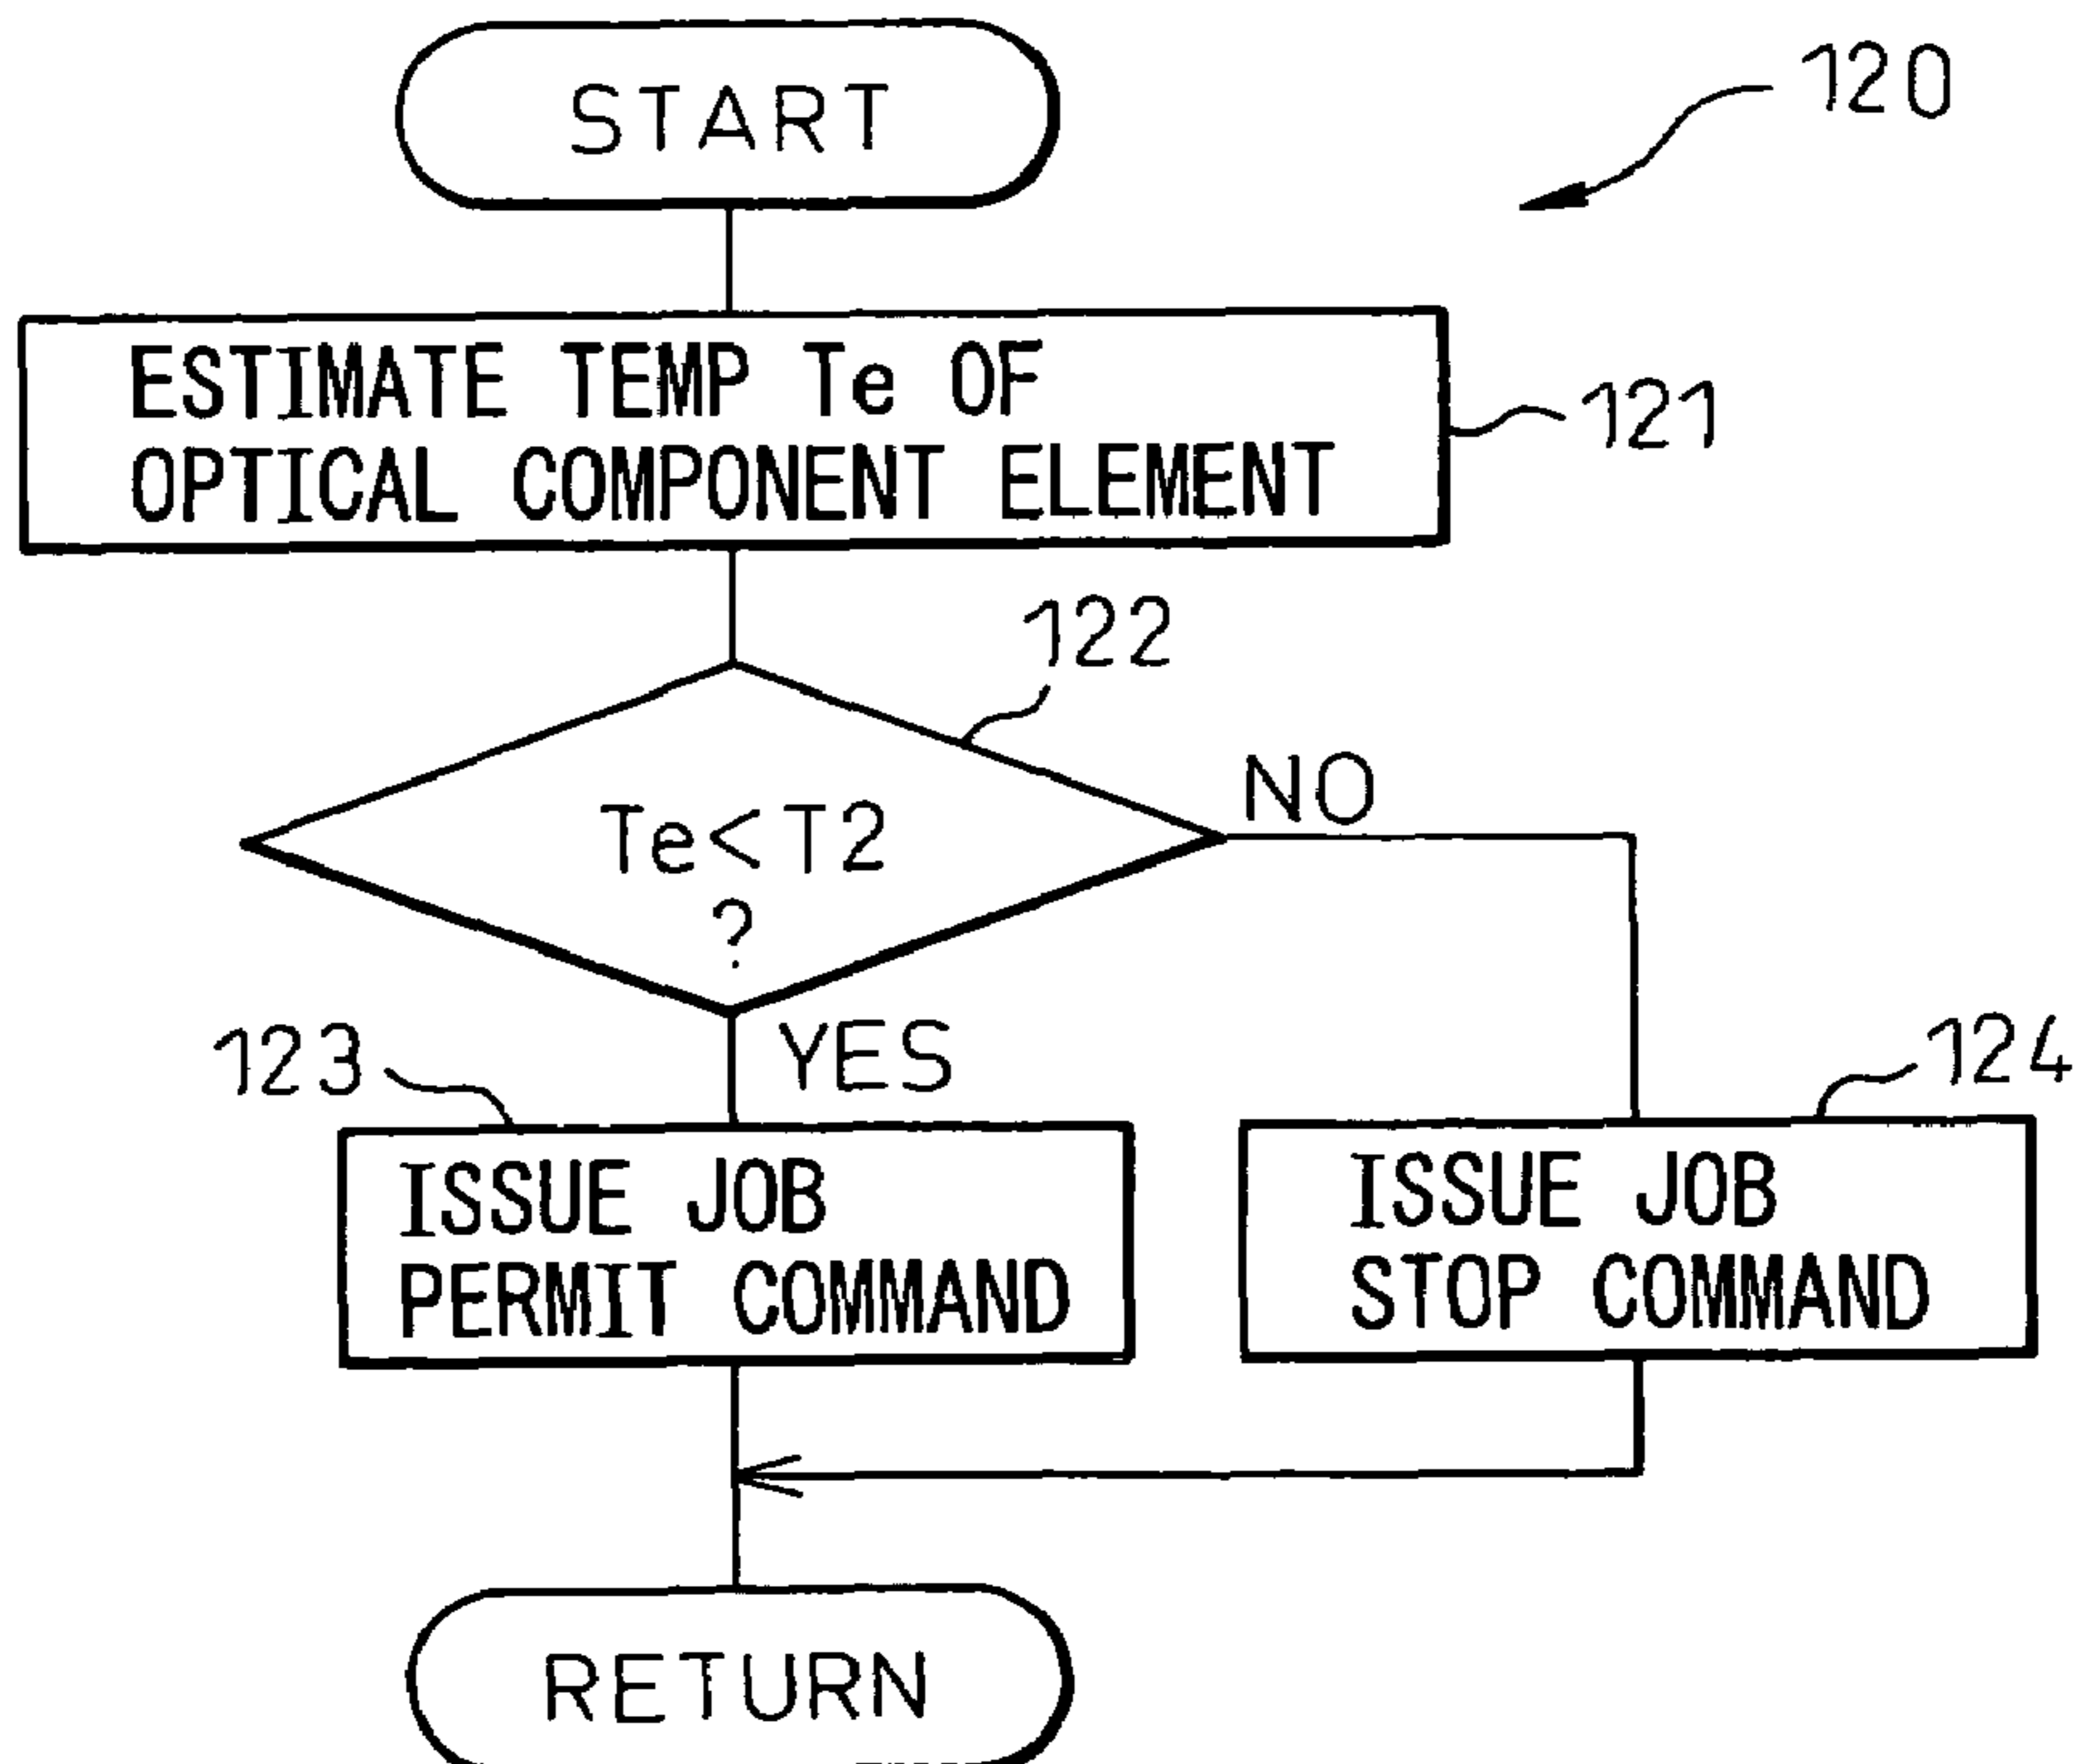 START
120
ESTIMATE TEMP Te OF
OPTICAL COMPONENT ELEMENT
121
122
Te<T2
?
NO
YES
123
124
ISSUE JOB
PERMIT COMMAND
ISSUE JOB
STOP COMMAND
RETURN